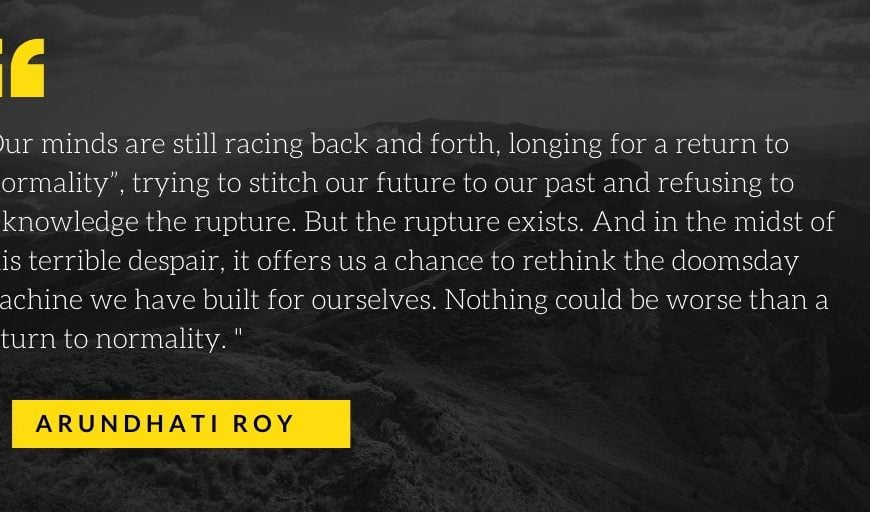 Our minds are still racing back and forth, longing for a return to
ormality”, trying to stitch our future to our past and refusing to
knowledge the rupture. But the rupture exists. And in the midst of
is terrible despair, it offers us a chance to rethink the doomsday
achine we have built for ourselves. Nothing could be worse than a
turn to normality. "
ARUNDHATI ROY